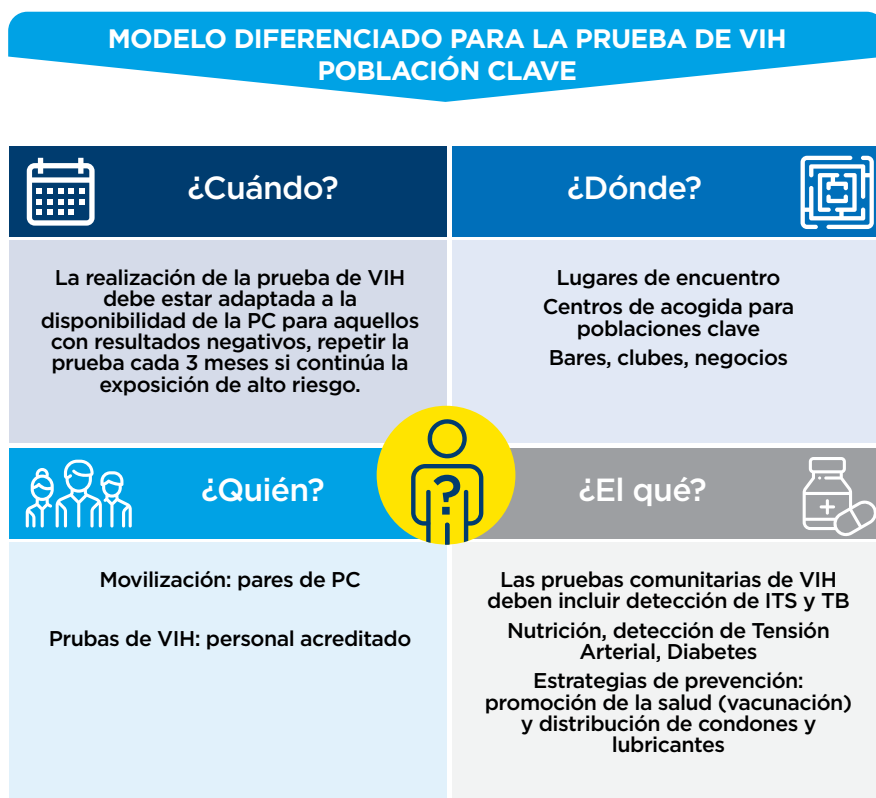 MODELO DIFERENCIADO PARA LA PRUEBA DE VIH
POBLACIÓN CLAVE
¿Cuándo?
La realización de la prueba de VIH
debe estar adaptada a la
disponibilidad de la PC para aquellos
con resultados negativos, repetir la
prueba cada 3 meses si continúa la
exposición de alto riesgo.
¿Dónde?
Lugares de encuentro
Centros de acogida para
poblaciones clave
Bares, clubes, negocios
¿Quién?
Movilización: pares de PC
Prubas de VIH: personal acreditado
?
¿El qué?
Las pruebas comunitarias de VIH
deben incluir detección de ITS y TB
Nutrición, detección de Tensión
Arterial, Diabetes
Estrategias de prevención:
promoción de la salud (vacunación)
y distribución de condones y
lubricantes